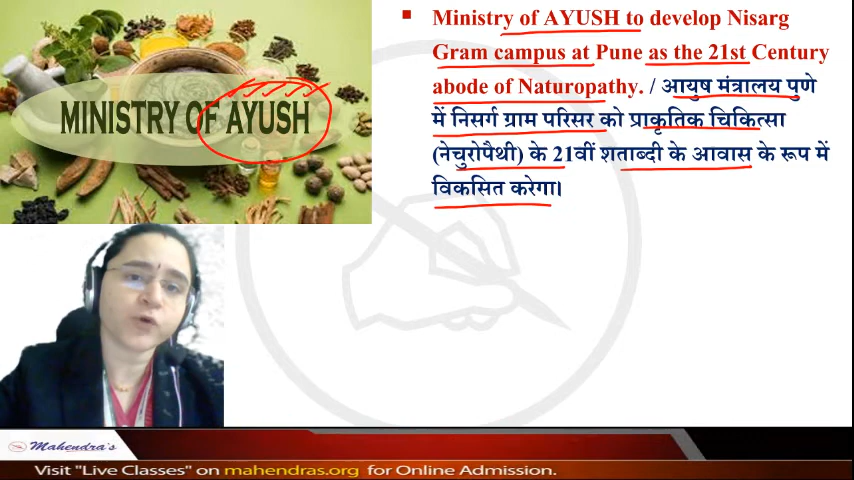 MINISTRY OF AYUSH
Ministry of AYUSH to develop Nisarg
Gram campus at Pune as the 21st Century
abode of Naturopathy. / आयुष मंत्रालय पुणे
में निसर्ग ग्राम परिसर को प्राकृतिक चिकित्सा
(नेचुरोपैथी) के 21वीं शताब्दी के आवास के रूप में
विकसित करेगा।
Mahendra's
Visit "Live Classes" on mahendras.org for Online Admission.